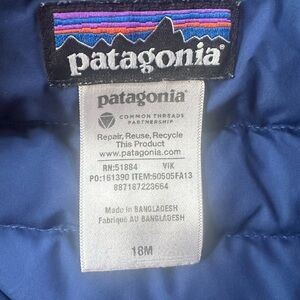 patagonia®
patagonia®
COMMON THREADS
PARTNERSHIP
Repair, Reuse, Recycle
This Product
www.patagonia.com
RN:51884 VIK
PO:161390 ITEM:60505FA13
887187223664
Made in BANGLADESH
Fabriqué AU BANGLADESH
18M